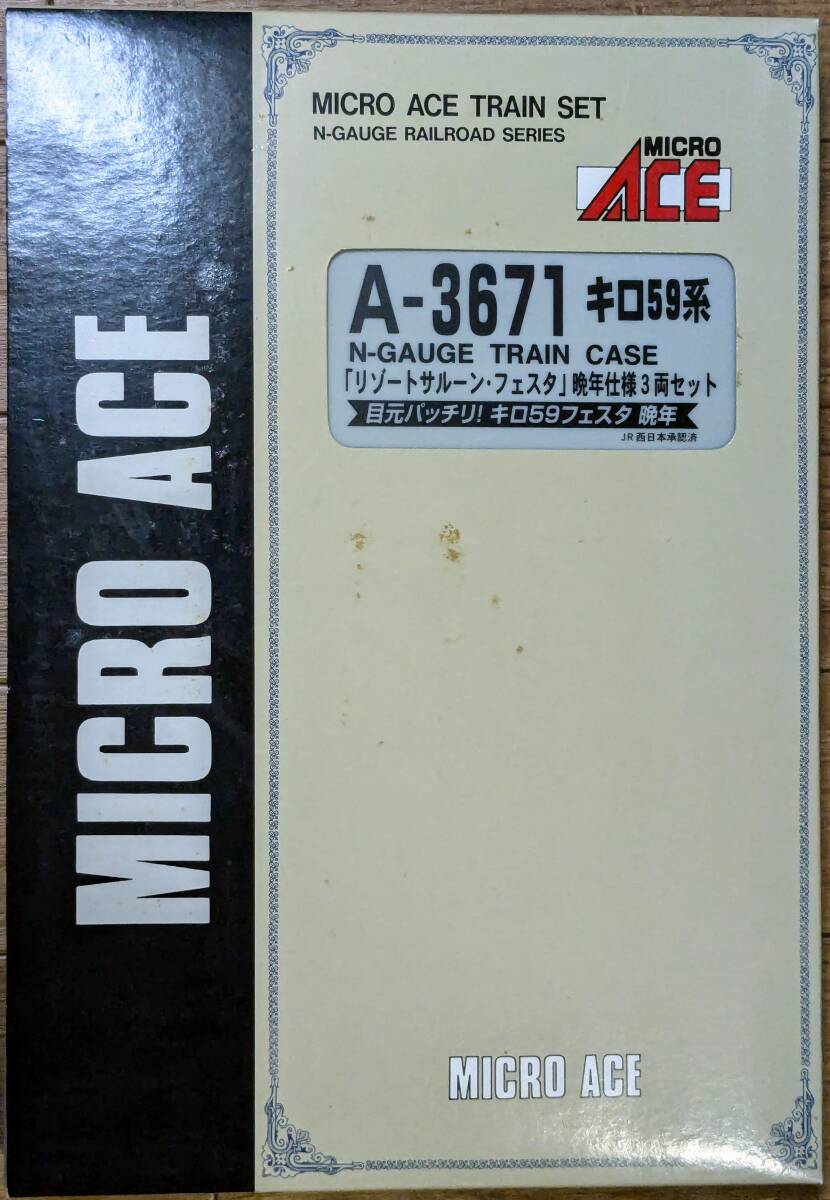 MICRO ACE
MICRO ACE TRAIN SET
N-GAUGE RAILROAD SERIES
MICRO
ACE
A-3671 キロ59系
N-GAUGE TRAIN CASE
「リゾートサルーン・フェスタ」晩年仕様3両セット
目元パッチリ! キロ59フェスタ 晩年
JR西日本承認済
MICRO ACE